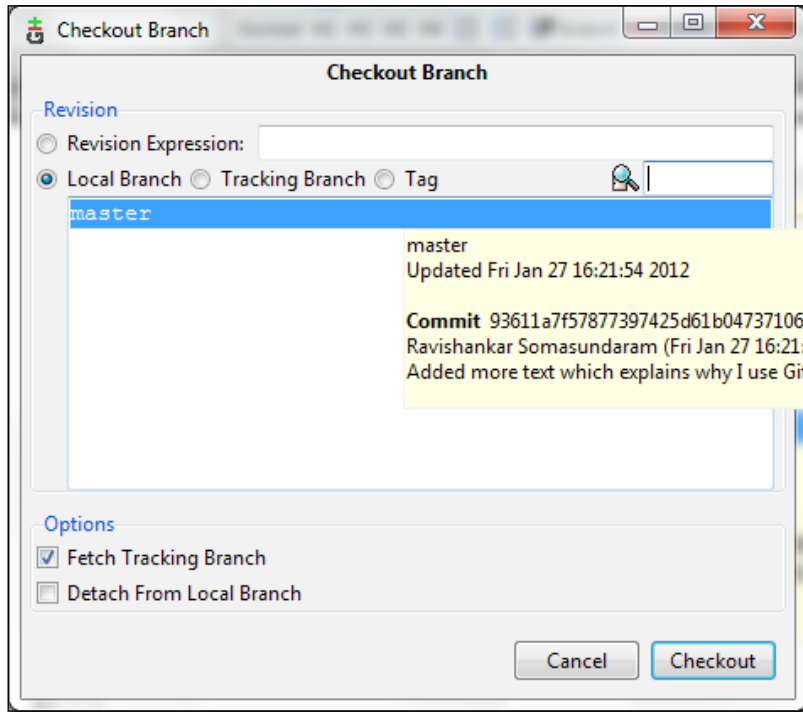 Checkout Branch
Checkout Branch
Revision
Revision Expression:
Local Branch Tracking Branch Tag
master
master
Updated Fri Jan 27 16:21:54 2012
Commit 93611a7f57877397425d61b04737106
Ravishankar Somasundaram (Fri Jan 27 16:21:
Added more text which explains why I use Git
Options
Fetch Tracking Branch
Detach From Local Branch
Cancel Checkout